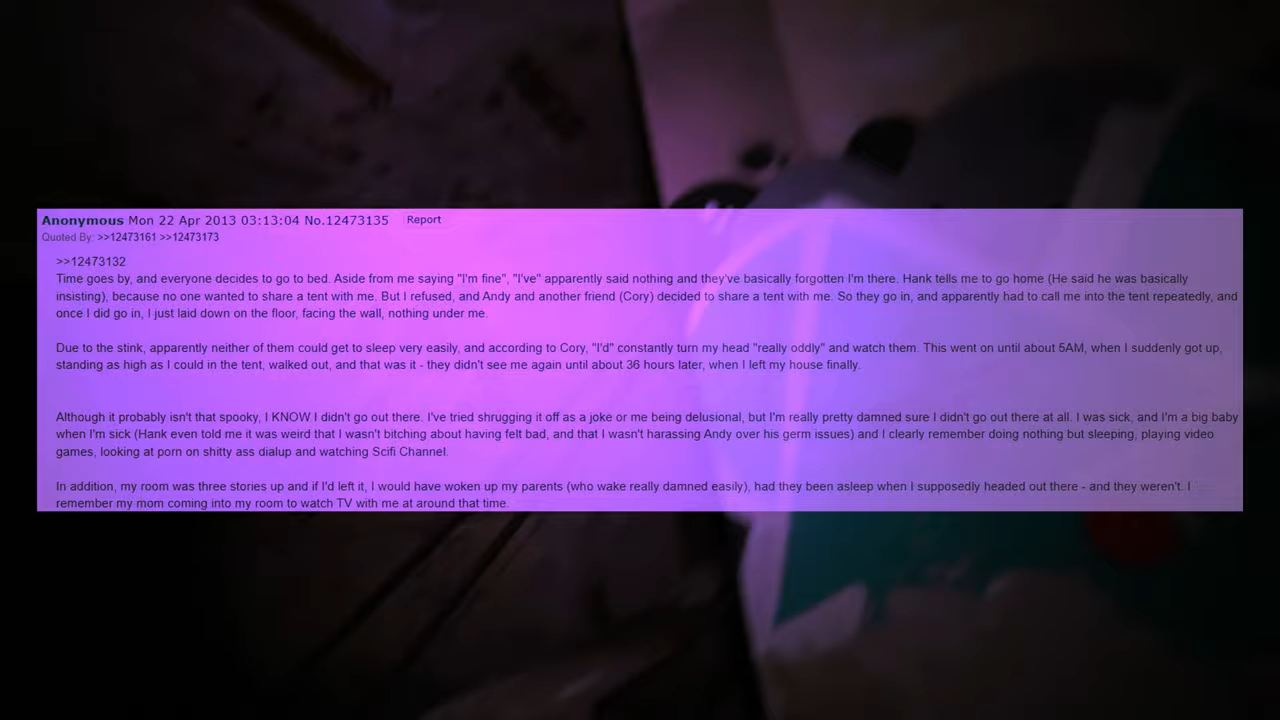 Anonymous Mon 22 Apr 2013 03:13:04 No.12473135 Report
Quoted By: >>12473161 >>12473173
>>12473132
Time goes by, and everyone decides to go to bed. Aside from me saying "I'm fine", "I've" apparently said nothing and they've basically forgotten I'm there. Hank tells me to go home (He said he was basically
insisting), because no one wanted to share a tent with me. But I refused, and Andy and another friend (Cory) decided to share a tent with me. So they go in, and apparently had to call me into the tent repeatedly, and
once I did go in, I just laid down on the floor, facing the wall, nothing under me.
Due to the stink, apparently neither of them could get to sleep very easily, and according to Cory, "I'd" constantly turn my head "really oddly" and watch them. This went on until about 5AM, when I suddenly got up,
standing as high as I could in the tent, walked out, and that was it - they didn't see me again until about 36 hours later, when I left my house finally.
Although it probably isn't that spooky, I KNOW I didn't go out there. I've tried shrugging it off as a joke or me being delusional, but I'm really pretty damned sure I didn't go out there at all. I was sick, and I'm a big baby
when I'm sick (Hank even told me it was weird that I wasn't bitching about having felt bad, and that I wasn't harassing Andy over his germ issues) and I clearly remember doing nothing but sleeping, playing video
games, looking at porn on shitty ass dialup and watching Scifi Channel.
In addition, my room was three stories up and if I'd left it, I would have woken up my parents (who wake really damned easily), had they been asleep when I supposedly headed out there - and they weren't. I
remember my mom coming into my room to watch TV with me at around that time.